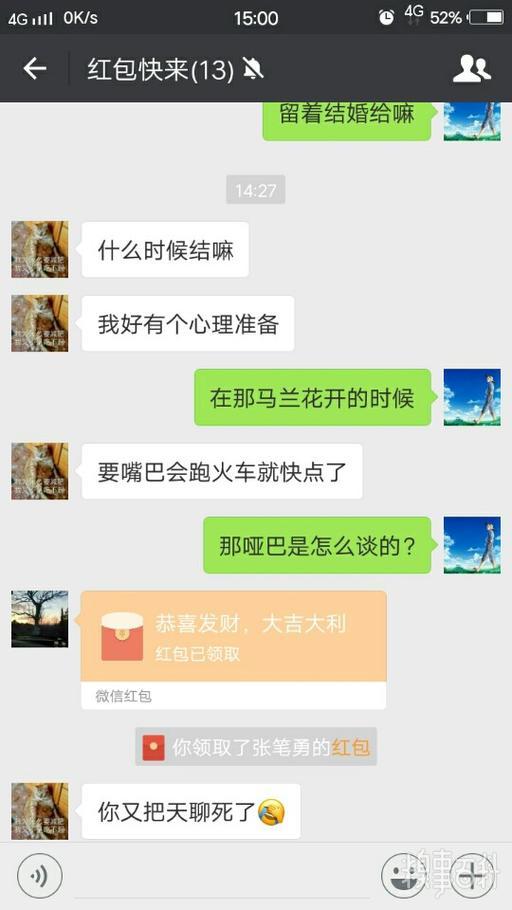 4G 0K/s 15:00 4G 52%
红包快来(13)
留着结婚给嘛
14:27
什么时候结嘛
我好有个心理准备
在那马兰花开的时候
要嘴巴会跑火车就快点了
那哑巴是怎么谈的?
恭喜发财，大吉大利
红包已领取
微信红包
你领取了张笔勇的红包
你又把天聊死了
糗事百科